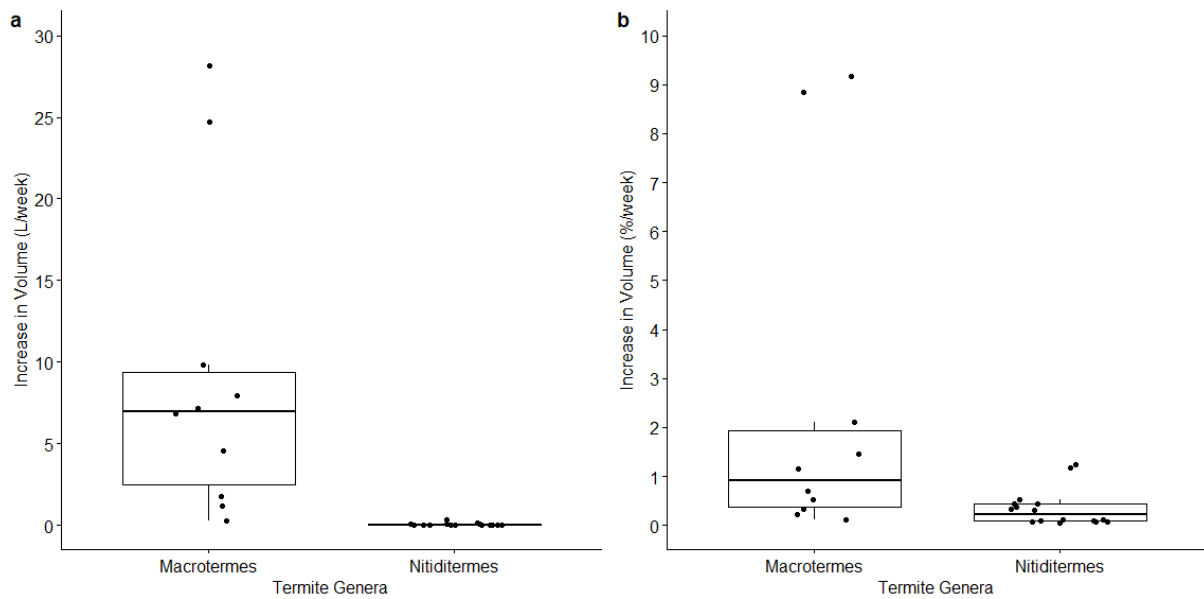 a
30
25
20
15
10
5
0
Increase in Volume (L/week)
Macrotermes Nitiditermes
Termite Genera
b
10
9
8
7
6
5
4
3
2
1
0
Increase in Volume (%/week)
Macrotermes Nitiditermes
Termite Genera